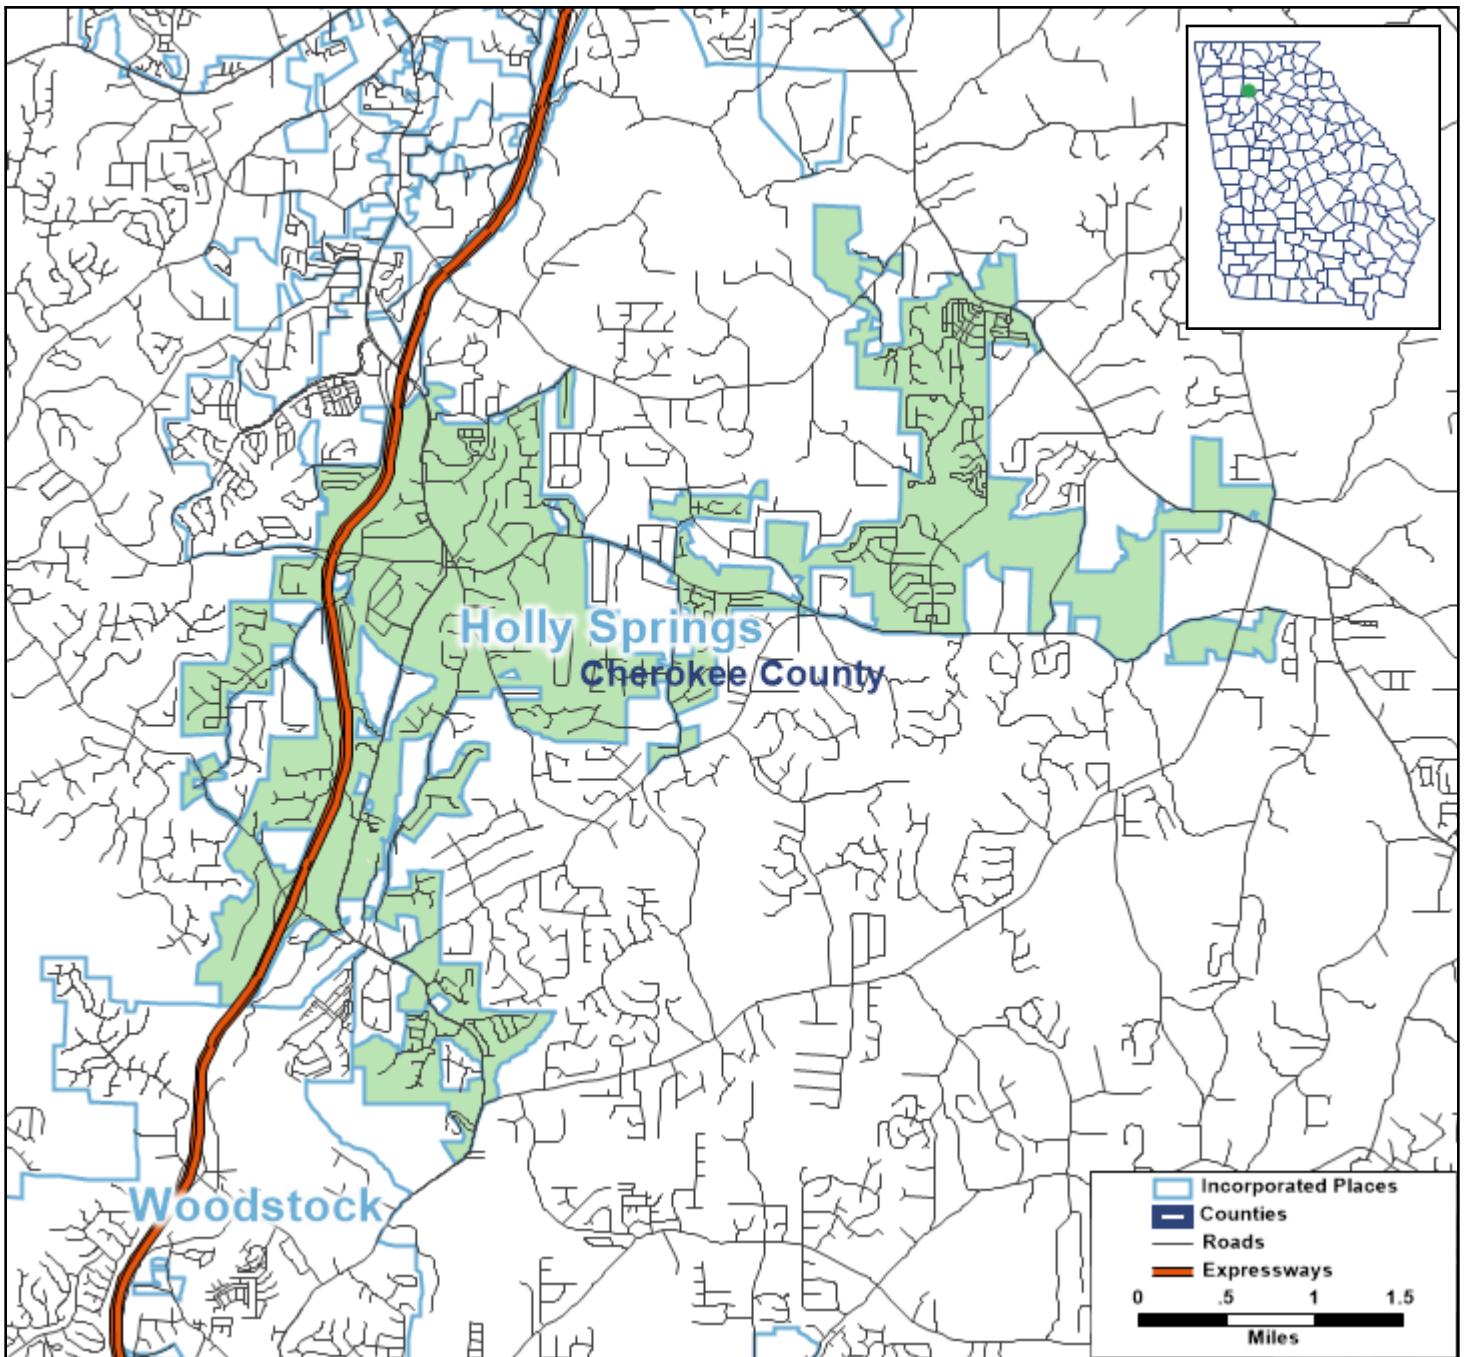 Holly Springs
Cherokee County
Woodstock
Incorporated Places
Counties
Roads
Expressways
0 .5 1 1.5
Miles